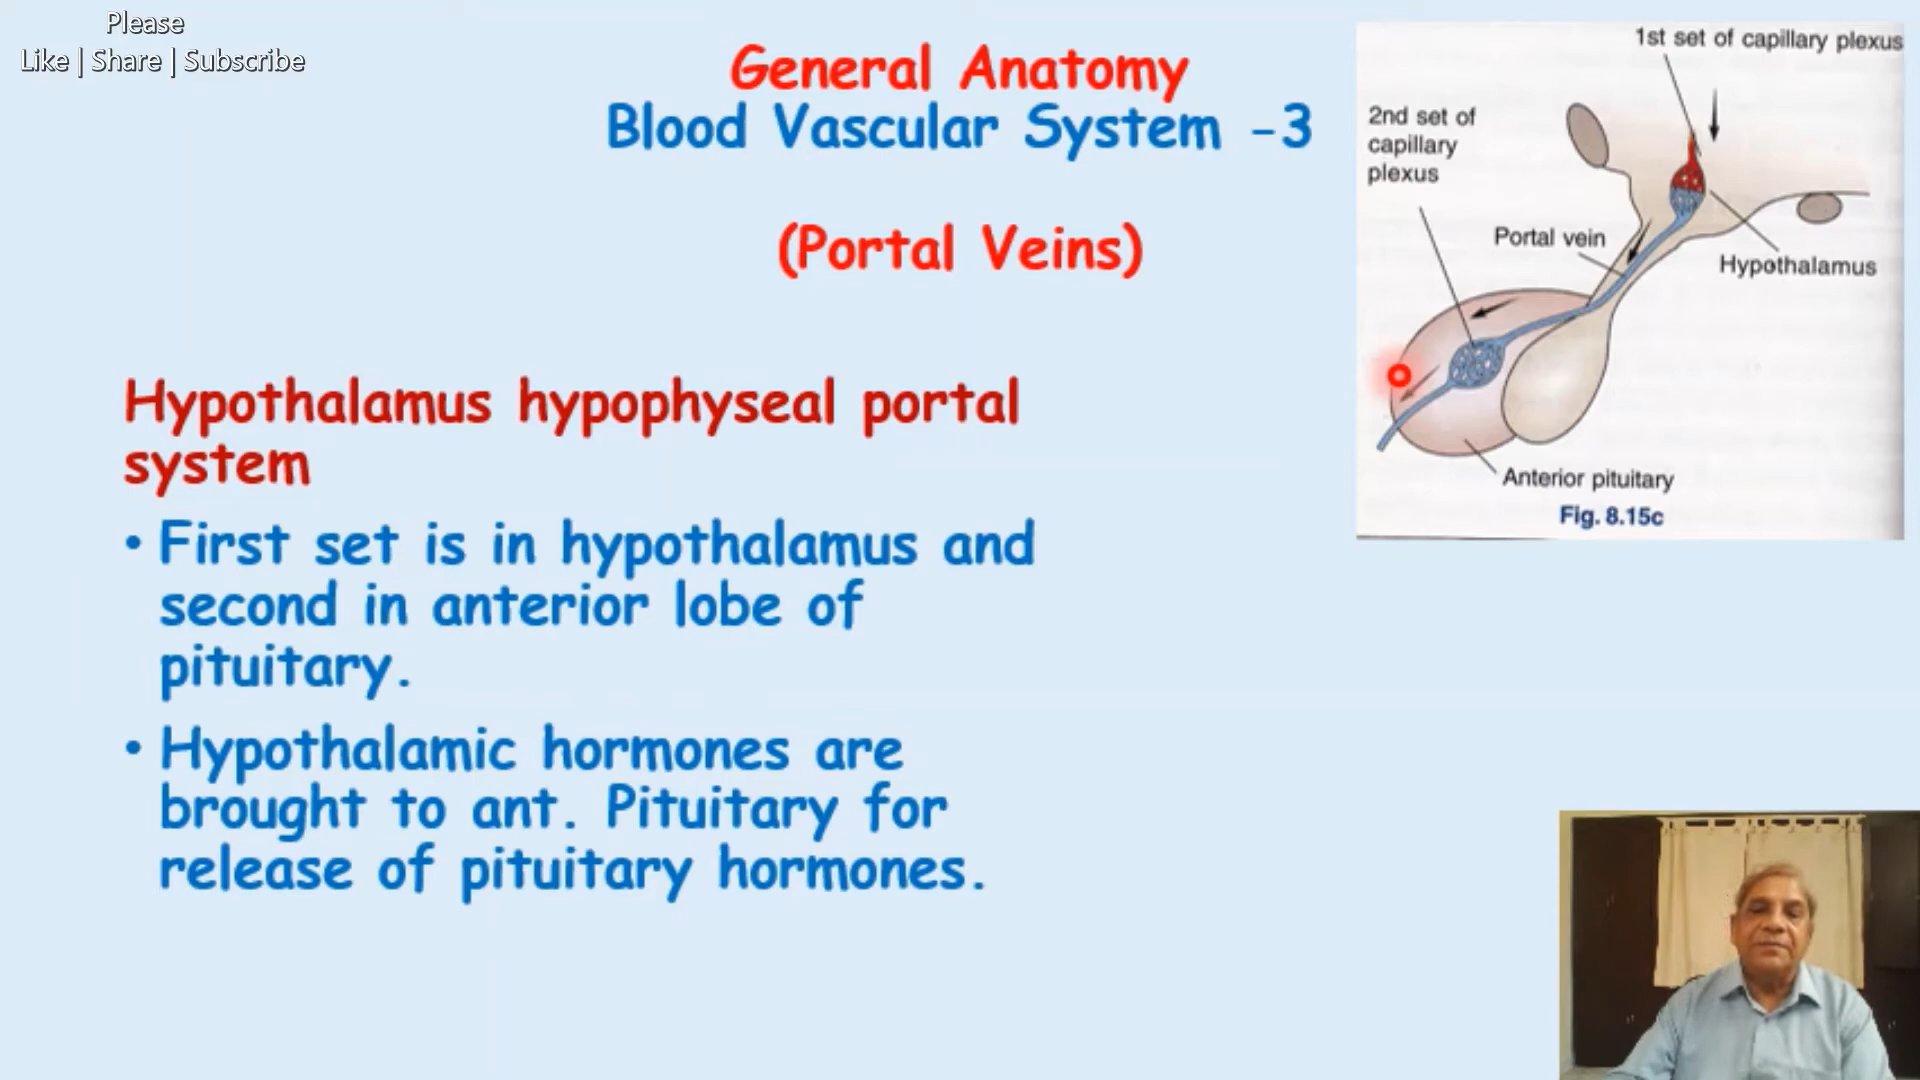 Please
Like | Share | Subscribe
General Anatomy
Blood Vascular System -3
(Portal Veins)
Hypothalamus hypophyseal portal
system
• First set is in hypothalamus and
second in anterior lobe of
pituitary.
• Hypothalamic hormones are
brought to ant. Pituitary for
release of pituitary hormones.
1st set of capillary plexus
2nd set of
capillary
plexus
Portal vein
Hypothalamus
Anterior pituitary
Fig. 8.15c